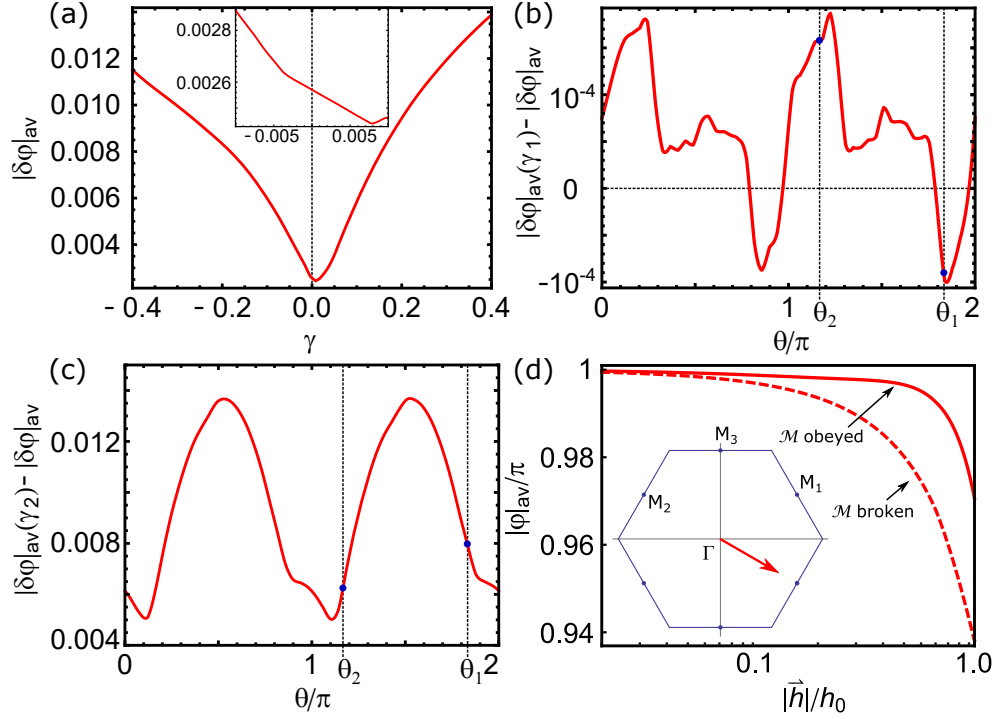 (a)
|δφ|av
0.012
0.010
0.008
0.006
0.004
0.0028
0.0026
-0.005
0.005
-0.4
-0.2
0.0
0.2
0.4
γ
(b)
|δφ|av(γ1) - |δφ|av
10⁻⁴
0
-10⁻⁴
0
1
θ2
θ1
2
θ/π
(c)
|δφ|av(γ2) - |δφ|av
0.012
0.008
0.004
0
1
θ2
θ1
2
θ/π
(d)
|φ|av/π
1
0.98
0.96
0.94
ℳ obeyed
ℳ broken
M3
M1
M2
Γ
0.1
1.0
|h⃗|/h0